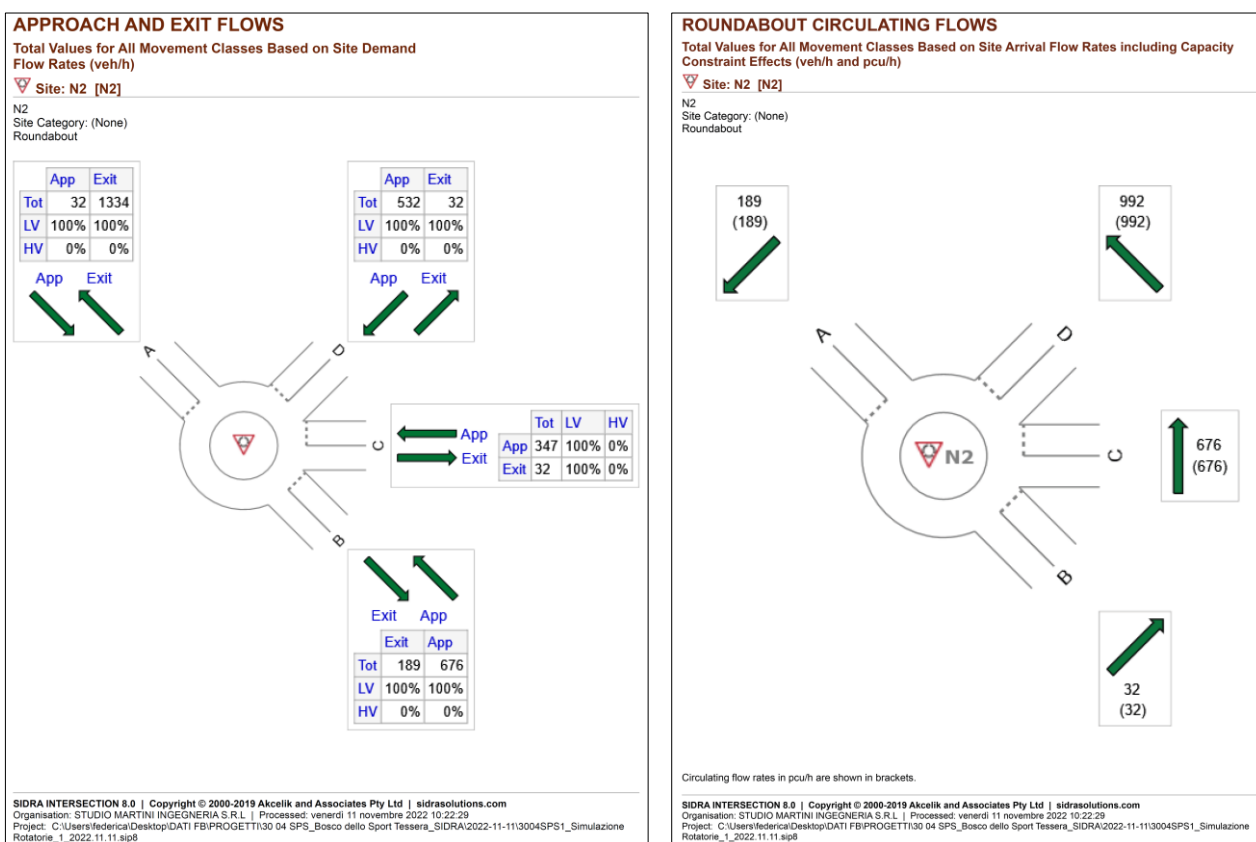 APPROACH AND EXIT FLOWS
Total Values for All Movement Classes Based on Site Demand
Flow Rates (veh/h)
Site: N2 [N2]
N2
Site Category: (None)
Roundabout
App Exit
Tot 32 1334
LV 100% 100%
HV 0% 0%
App Exit
App Exit
Tot 532 32
LV 100% 100%
HV 0% 0%
App Exit
A
D
C
B
App
Exit
Tot LV HV
App 347 100% 0%
Exit 32 100% 0%
Exit App
Exit App
Tot 189 676
LV 100% 100%
HV 0% 0%
SIDRA INTERSECTION 8.0 | Copyright © 2000-2019 Akcelik and Associates Pty Ltd | sidrasolutions.com
Organisation: STUDIO MARTINI INGEGNERIA S.R.L | Processed: venerdì 11 novembre 2022 10:22:29
Project: C:\Users\federica\Desktop\DATI FB\PROGETTI\30 04 SPS_Bosco dello Sport Tessera_SIDRA\2022-11-11\3004SPS1_Simulazione
Rotatorie_1_2022.11.11.sip8
ROUNDABOUT CIRCULATING FLOWS
Total Values for All Movement Classes Based on Site Arrival Flow Rates including Capacity
Constraint Effects (veh/h and pcu/h)
Site: N2 [N2]
N2
Site Category: (None)
Roundabout
189
(189)
992
(992)
A
D
N2
C
676
(676)
B
32
(32)
Circulating flow rates in pcu/h are shown in brackets.
SIDRA INTERSECTION 8.0 | Copyright © 2000-2019 Akcelik and Associates Pty Ltd | sidrasolutions.com
Organisation: STUDIO MARTINI INGEGNERIA S.R.L | Processed: venerdì 11 novembre 2022 10:22:29
Project: C:\Users\federica\Desktop\DATI FB\PROGETTI\30 04 SPS_Bosco dello Sport Tessera_SIDRA\2022-11-11\3004SPS1_Simulazione
Rotatorie_1_2022.11.11.sip8